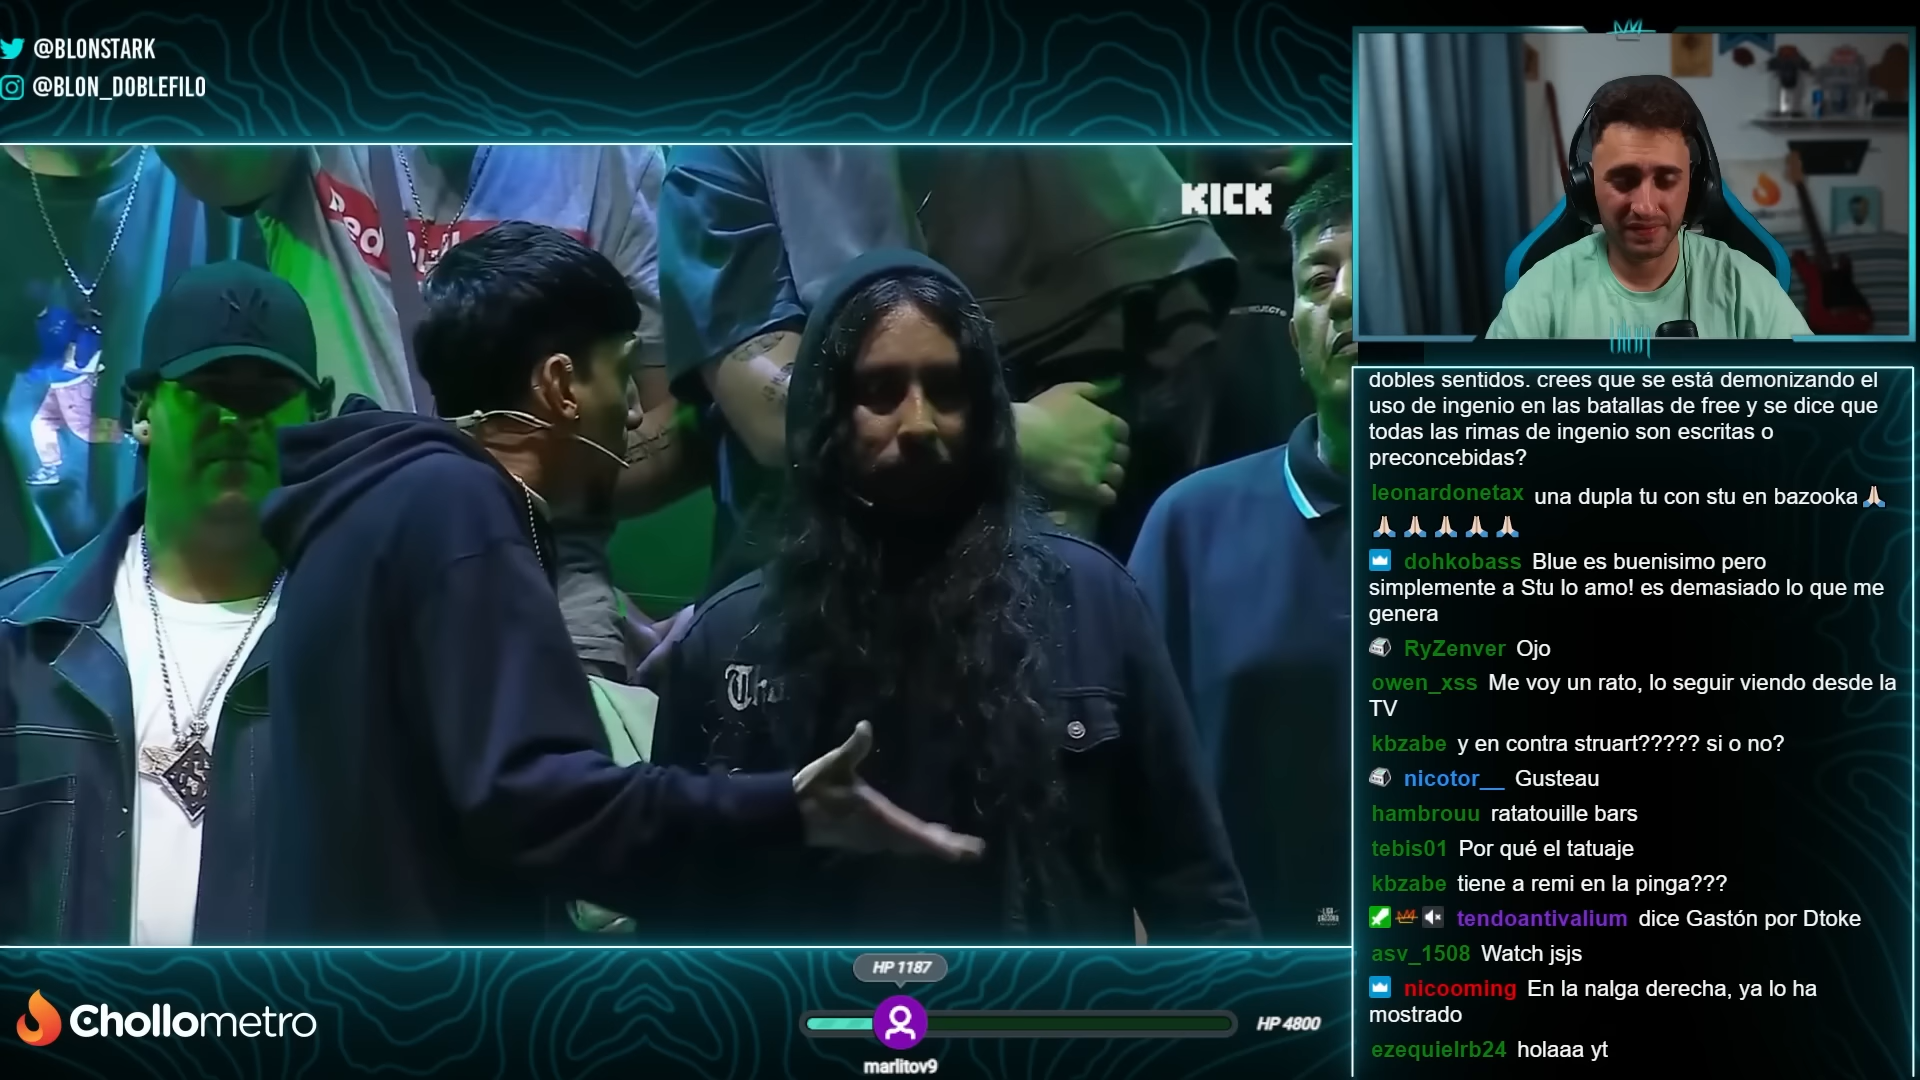 @BLONSTARK
@BLON_DOBLEFILO
KICK
Red Bull
dobles sentidos. crees que se está demonizando el
uso de ingenio en las batallas de free y se dice que
todas las rimas de ingenio son escritas o
preconcebidas?
leonardonetax una dupla tu con stu en bazooka🙏🏻
🙏🏻🙏🏻🙏🏻🙏🏻🙏🏻
dohkobass Blue es buenisimo pero
simplemente a Stu lo amo! es demasiado lo que me
genera
RyZenver Ojo
owen_xss Me voy un rato, lo seguir viendo desde la
TV
kbzabe y en contra struart????? si o no?
nicotor__ Gusteau
hambrouu ratatouille bars
tebis01 Por qué el tatuaje
kbzabe tiene a remi en la pinga???
tendoantivalium dice Gastón por Dtoke
asv_1508 Watch jsjs
nicooming En la nalga derecha, ya lo ha
mostrado
ezequielrb24 holaaa yt
LIGA
BAZOOKA
HP 1187
HP 4800
marlitov9
Chollometro